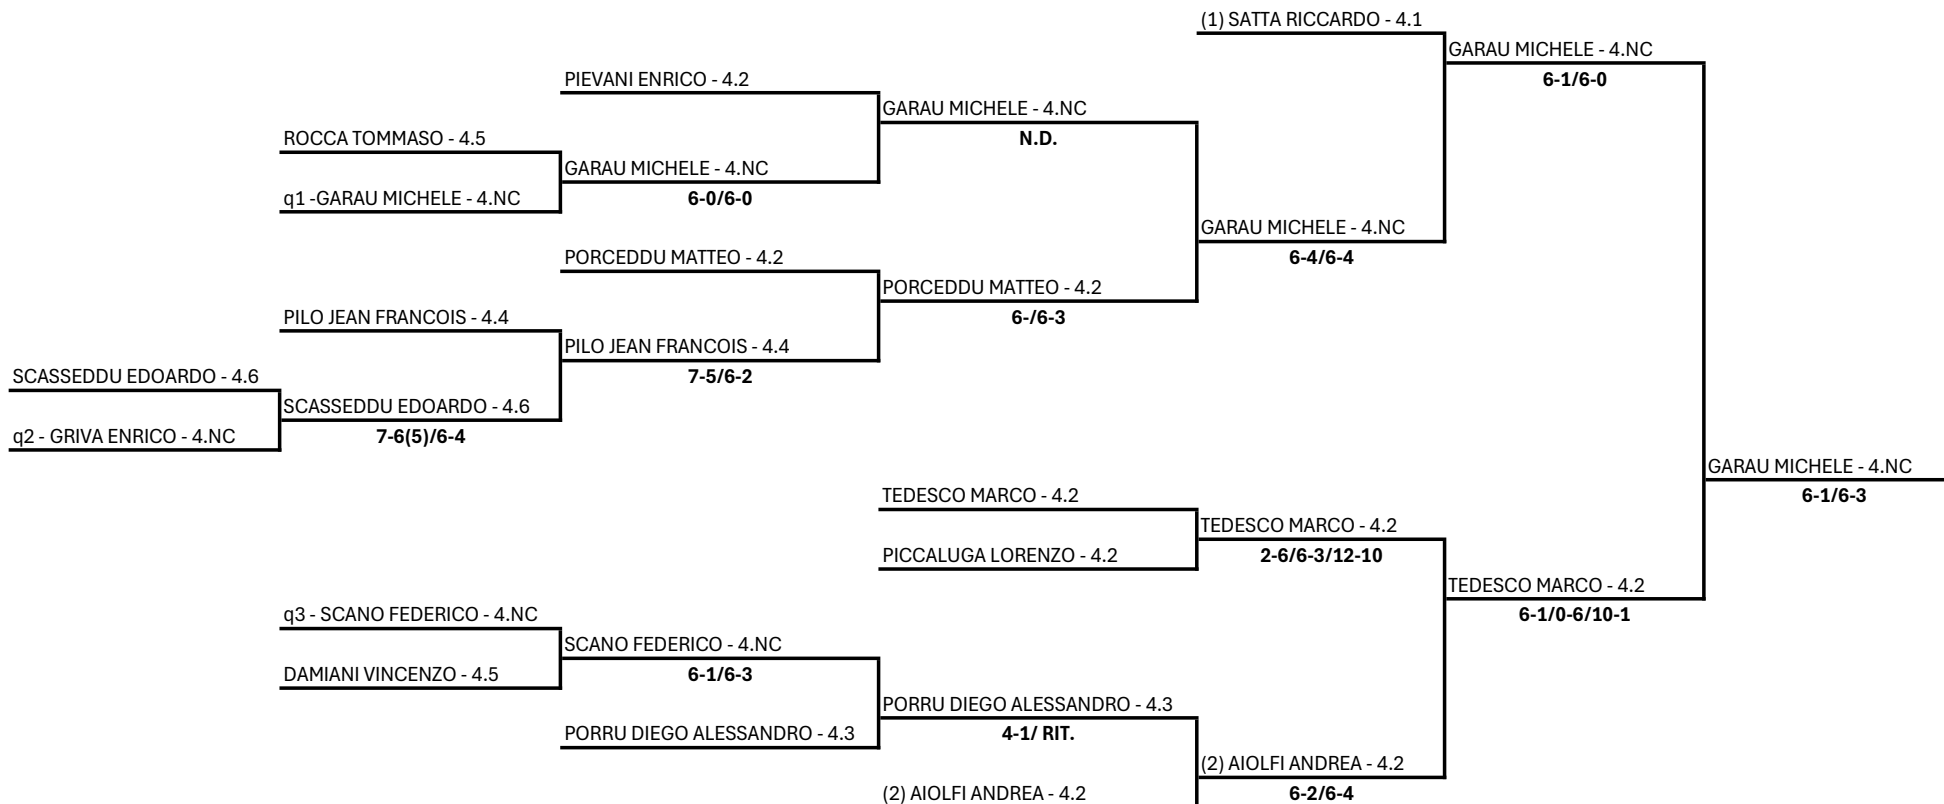 (1) SATTA RICCARDO - 4.1
GARAU MICHELE - 4.NC
6-1/6-0
PIEVANI ENRICO - 4.2
GARAU MICHELE - 4.NC
N.D.
ROCCA TOMMASO - 4.5
GARAU MICHELE - 4.NC
6-0/6-0
q1 -GARAU MICHELE - 4.NC
GARAU MICHELE - 4.NC
6-4/6-4
PORCEDDU MATTEO - 4.2
PORCEDDU MATTEO - 4.2
6-/6-3
PILO JEAN FRANCOIS - 4.4
PILO JEAN FRANCOIS - 4.4
7-5/6-2
SCASSEDDU EDOARDO - 4.6
SCASSEDDU EDOARDO - 4.6
7-6(5)/6-4
q2 - GRIVA ENRICO - 4.NC
GARAU MICHELE - 4.NC
6-1/6-3
TEDESCO MARCO - 4.2
TEDESCO MARCO - 4.2
2-6/6-3/12-10
PICCALUGA LORENZO - 4.2
TEDESCO MARCO - 4.2
6-1/0-6/10-1
q3 - SCANO FEDERICO - 4.NC
SCANO FEDERICO - 4.NC
6-1/6-3
DAMIANI VINCENZO - 4.5
PORRU DIEGO ALESSANDRO - 4.3
4-1/ RIT.
PORRU DIEGO ALESSANDRO - 4.3
(2) AIOLFI ANDREA - 4.2
6-2/6-4
(2) AIOLFI ANDREA - 4.2